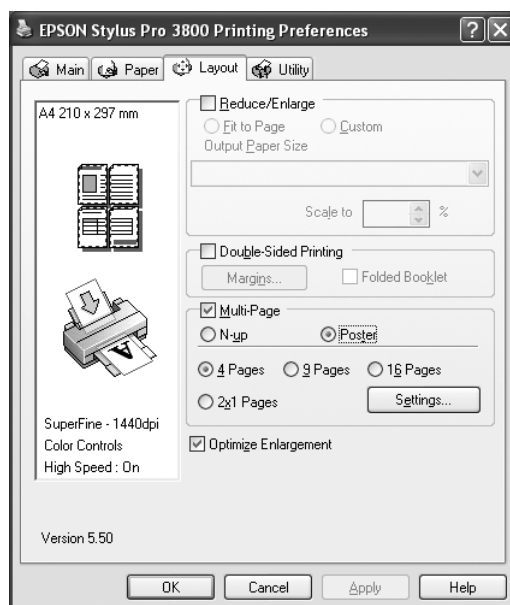 EPSON Stylus Pro 3800 Printing Preferences
Main Paper Layout Utility
A4 210 x 297 mm
Reduce/Enlarge
Fit to Page Custom
Output Paper Size
Scale to %
Double-Sided Printing
Margins... Folded Booklet
Multi-Page
N-up Poster
4 Pages 9 Pages 16 Pages
2x1 Pages Settings...
SuperFine - 1440dpi
Color Controls
High Speed : On
Optimize Enlargement
Version 5.50
OK Cancel Apply Help